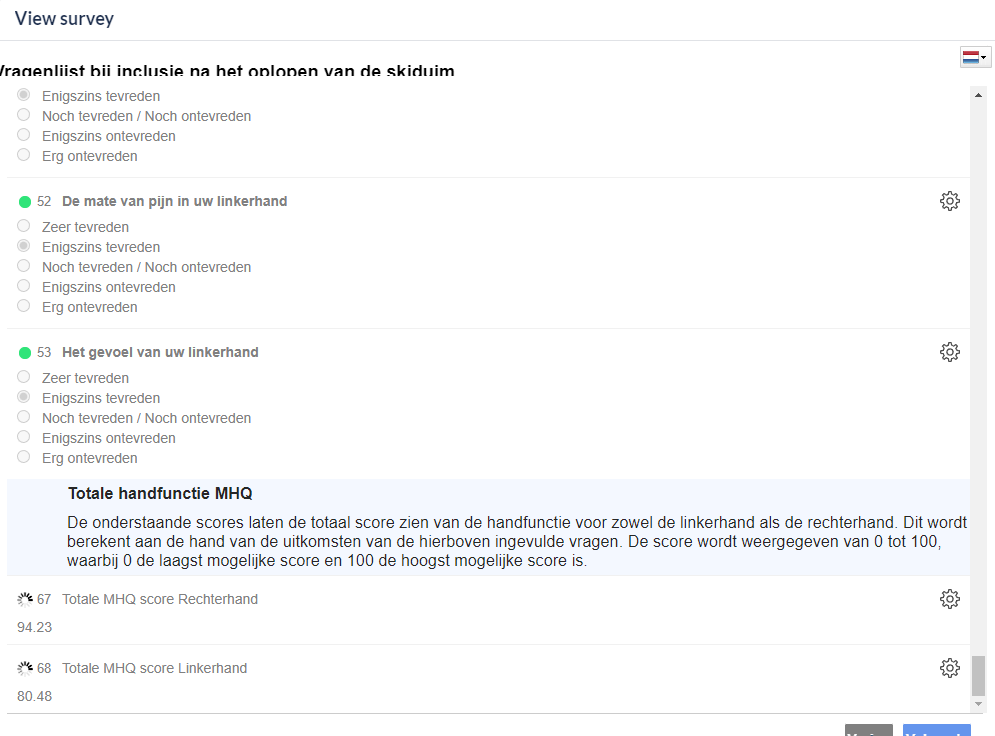 View survey
Vragenlijst bij inclusie na het oplopen van de skiduim
Enigszins tevreden
Noch tevreden / Noch ontevreden
Enigszins ontevreden
Erg ontevreden
52 De mate van pijn in uw linkerhand
Zeer tevreden
Enigszins tevreden
Noch tevreden / Noch ontevreden
Enigszins ontevreden
Erg ontevreden
53 Het gevoel van uw linkerhand
Zeer tevreden
Enigszins tevreden
Noch tevreden / Noch ontevreden
Enigszins ontevreden
Erg ontevreden
Totale handfunctie MHQ
De onderstaande scores laten de totaal score zien van de handfunctie voor zowel de linkerhand als de rechterhand. Dit wordt
berekent aan de hand van de uitkomsten van de hierboven ingevulde vragen. De score wordt weergegeven van 0 tot 100,
waarbij 0 de laagst mogelijke score en 100 de hoogst mogelijke score is.
67 Totale MHQ score Rechterhand
94.23
68 Totale MHQ score Linkerhand
80.48